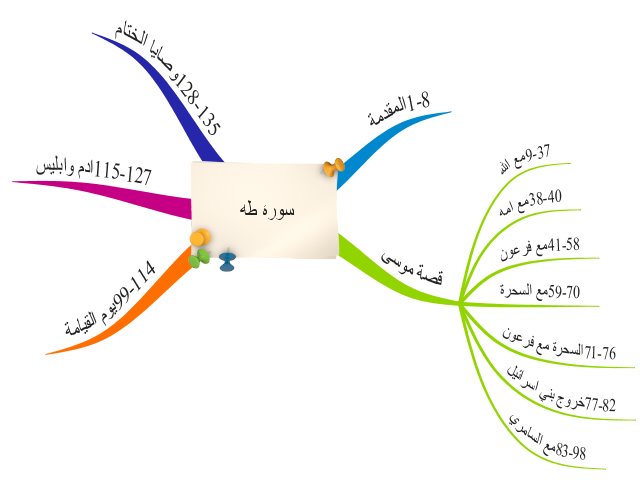 سورة طه
1-8المقدمة
قصة موسى
9-37مع الله
38-40مع امه
41-58مع فرعون
59-70مع السحرة
71-76السحرة مع فرعون
77-82خروج بني اسرائيل
83-98مع السامري
99-114يوم القيامة
115-127ادم وابليس
128-135وصايا الختام